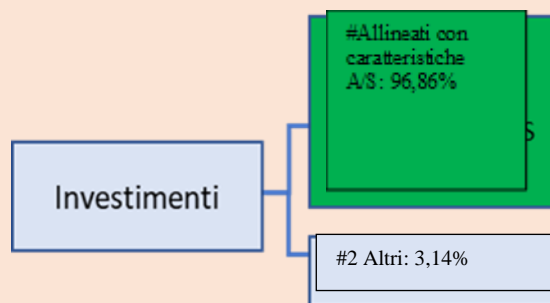 #Allineati con
caratteristiche
A/S: 96,86%
S
Investimenti
#2 Altri: 3,14%